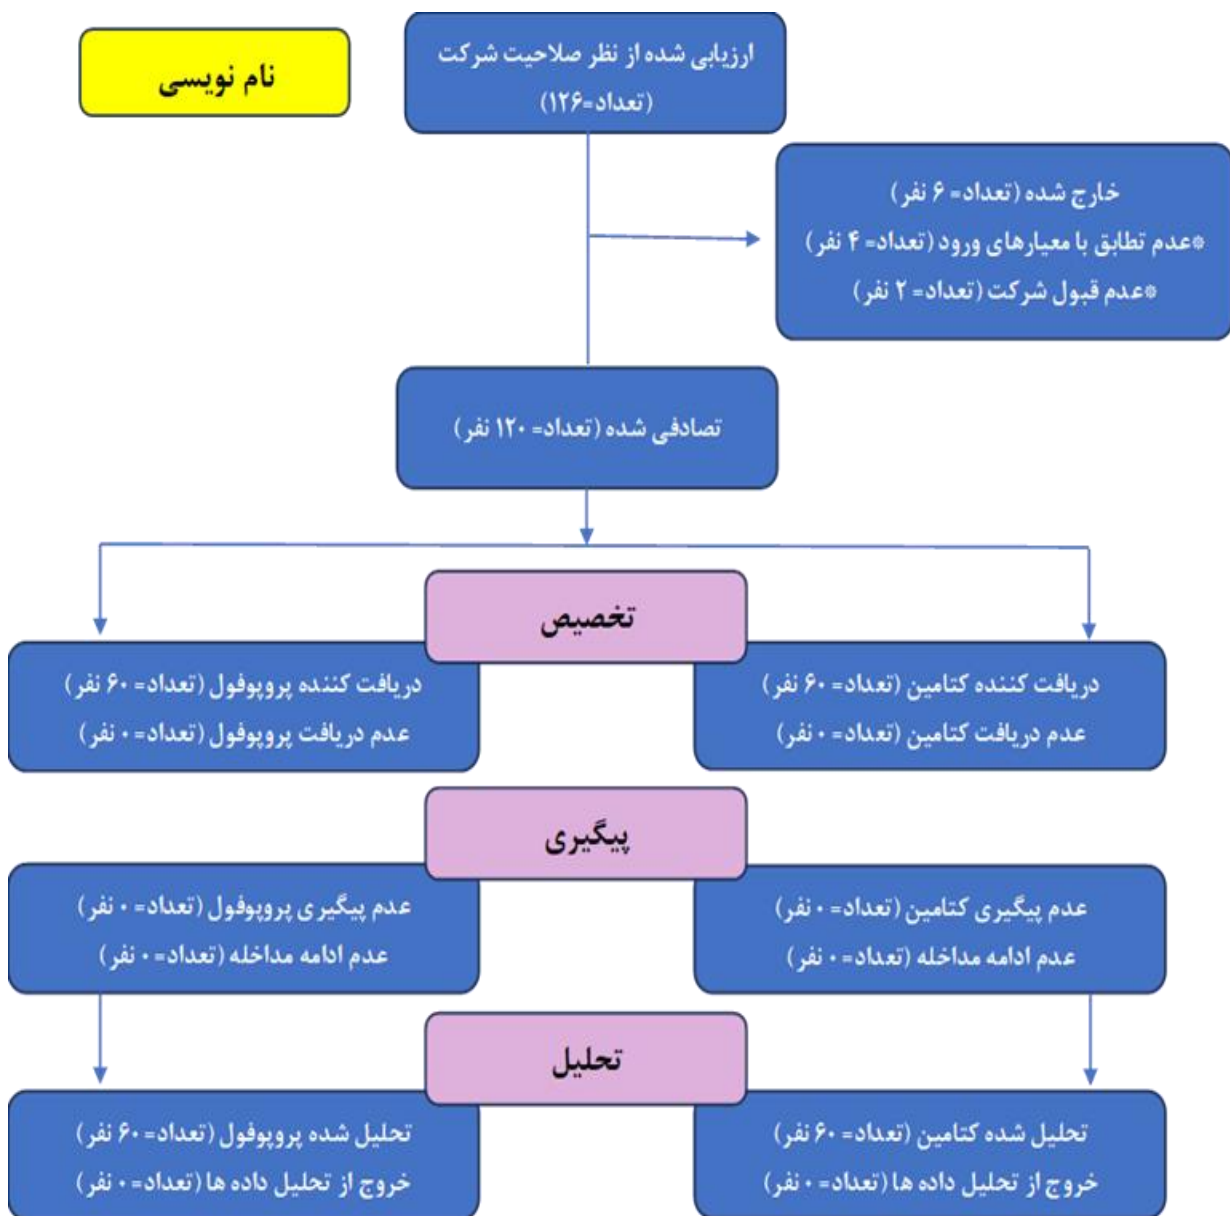 نام نویسی
ارزیابی شده از نظر صلاحیت شرکت
(تعداد=۱۲۶)
خارج شده (تعداد= ۶ نفر)
*عدم تطابق با معیارهای ورود (تعداد= ۴ نفر)
*عدم قبول شرکت (تعداد= ۲ نفر)
تصادفی شده (تعداد= ۱۲۰ نفر)
تخصیص
دریافت کننده کتامین (تعداد= ۶۰ نفر)
عدم دریافت کتامین (تعداد= ۰ نفر)
دریافت کننده پروپوفول (تعداد= ۶۰ نفر)
عدم دریافت پروپوفول (تعداد= ۰ نفر)
پیگیری
عدم پیگیری کتامین (تعداد= ۰ نفر)
عدم ادامه مداخله (تعداد= ۰ نفر)
عدم پیگیری پروپوفول (تعداد= ۰ نفر)
عدم ادامه مداخله (تعداد= ۰ نفر)
تحلیل
تحلیل شده کتامین (تعداد= ۶۰ نفر)
خروج از تحلیل داده ها (تعداد= ۰ نفر)
تحلیل شده پروپوفول (تعداد= ۶۰ نفر)
خروج از تحلیل داده ها (تعداد= ۰ نفر)